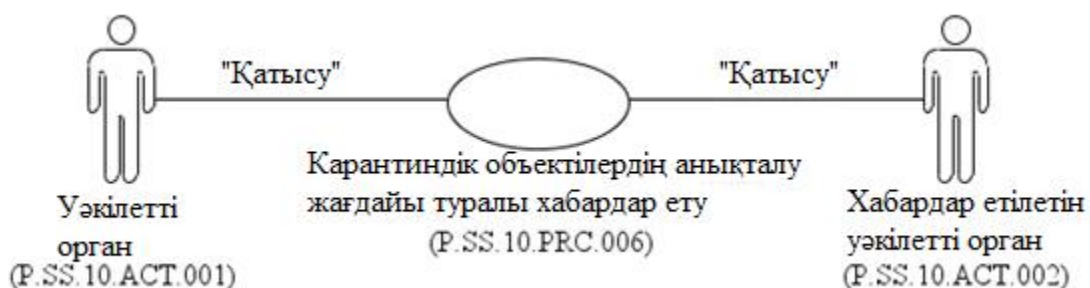 "Қатысу"
"Қатысу"
Карантиндік объектілердің анықталу
жағдайы туралы хабардар ету
(P.SS.10.PRC.006)
Уәкілетті
орган
(P.SS.10.ACT.001)
Хабардар етілетін
уәкілетті орган
(P.SS.10.ACT.002)